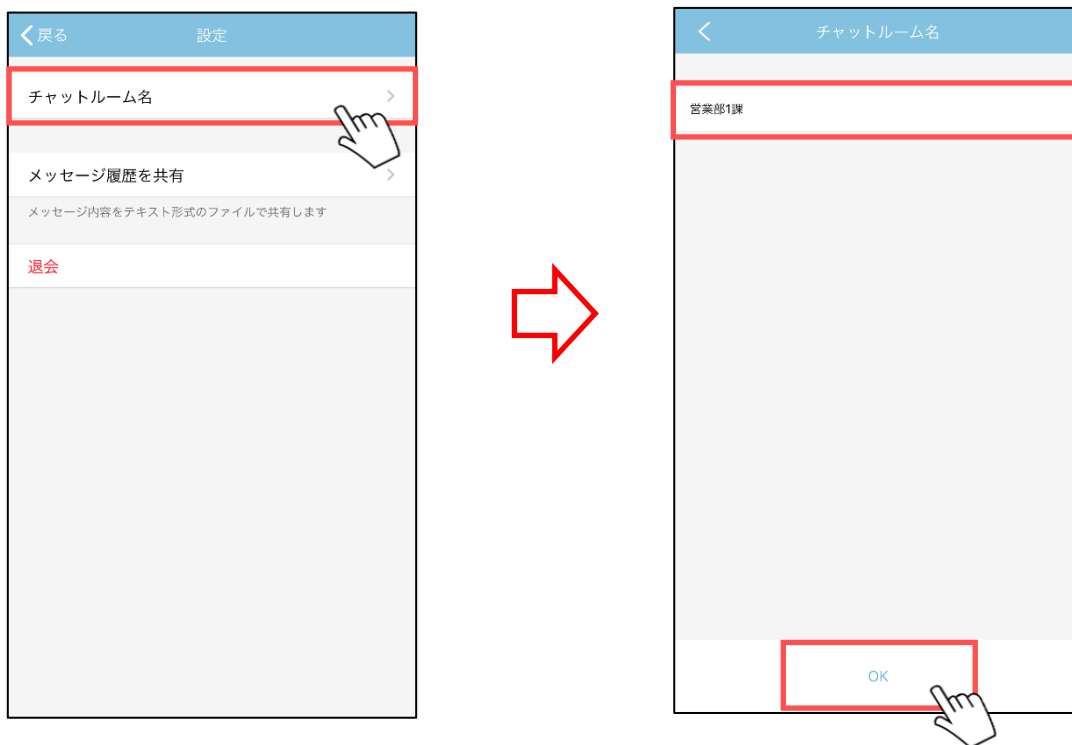 戻る
設定
チャットルーム名
メッセージ履歴を共有
メッセージ内容をテキスト形式のファイルで共有します
退会
チャットルーム名
営業部1課
OK